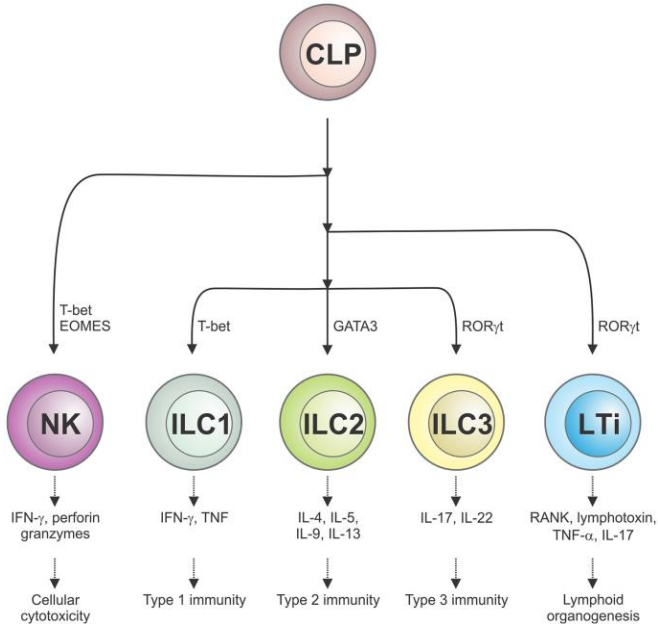 CLP
T-bet
EOMES
T-bet
GATA3
RORγt
RORγt
NK
ILC1
ILC2
ILC3
LTi
IFN-γ, perforin
granzymes
IFN-γ, TNF
IL-4, IL-5,
IL-9, IL-13
IL-17, IL-22
RANK, lymphotoxin,
TNF-α, IL-17
Cellular
cytotoxicity
Type 1 immunity
Type 2 immunity
Type 3 immunity
Lymphoid
organogenesis